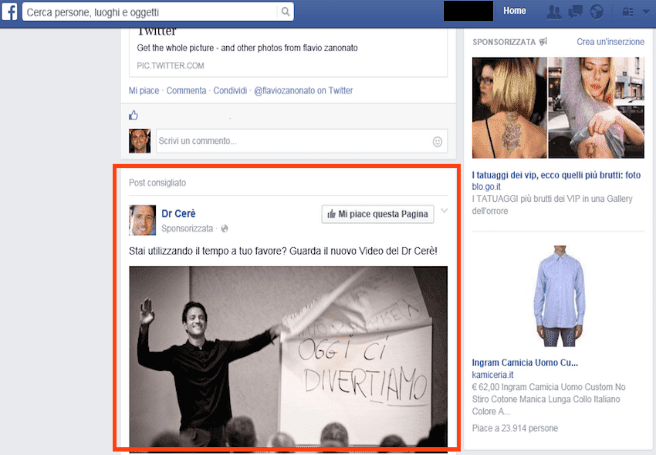 f
Cerca persone, luoghi e oggetti
Home
Twitter
Get the whole picture - and other photos from flavio zanonato
PIC.TWITTER.COM
Mi piace · Commenta · Condividi · @flaviozanonato on Twitter
Scrivi un commento...
Post consigliato
Dr Cerè
Mi piace questa Pagina
Sponsorizzata ·
Stai utilizzando il tempo a tuo favore? Guarda il nuovo Video del Dr Cerè!
OGGI CI
DIVERTIAMO
SPONSORIZZATA
Crea un'inserzione
I tatuaggi dei vip, ecco quelli più brutti: foto
blo.go.it
I TATUAGGI più brutti dei VIP in una Gallery
dell'orrore
Ingram Camicia Uomo Cu...
kamiceria.it
€ 62,00 Ingram Camicia Uomo Custom No
Stiro Cotone Manica Lunga Collo Italiano
Colore A...
Piace a 23.914 persone